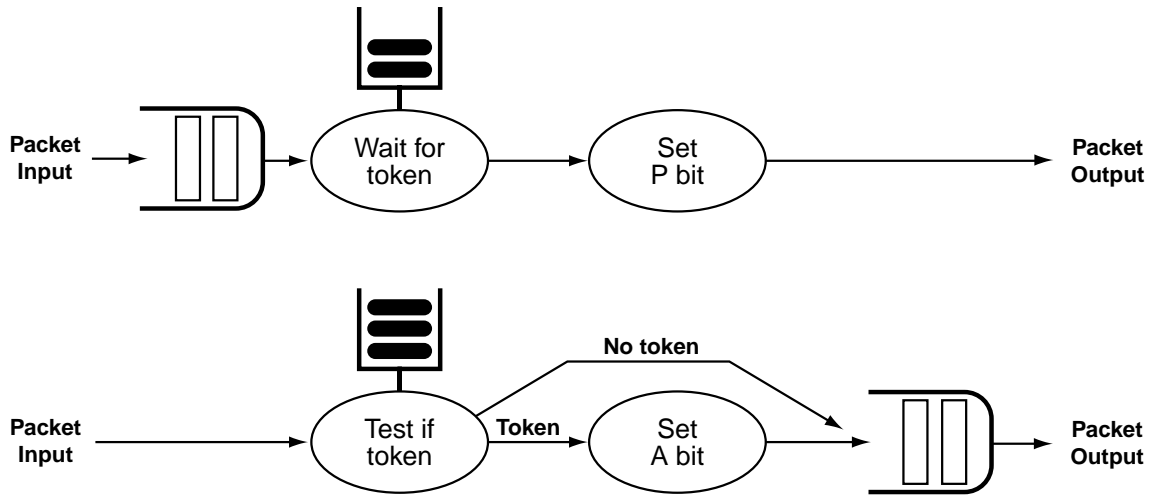 Packet
Input
Wait for
token
Set
P bit
Packet
Output
No token
Packet
Input
Test if
token
Token
Set
A bit
Packet
Output